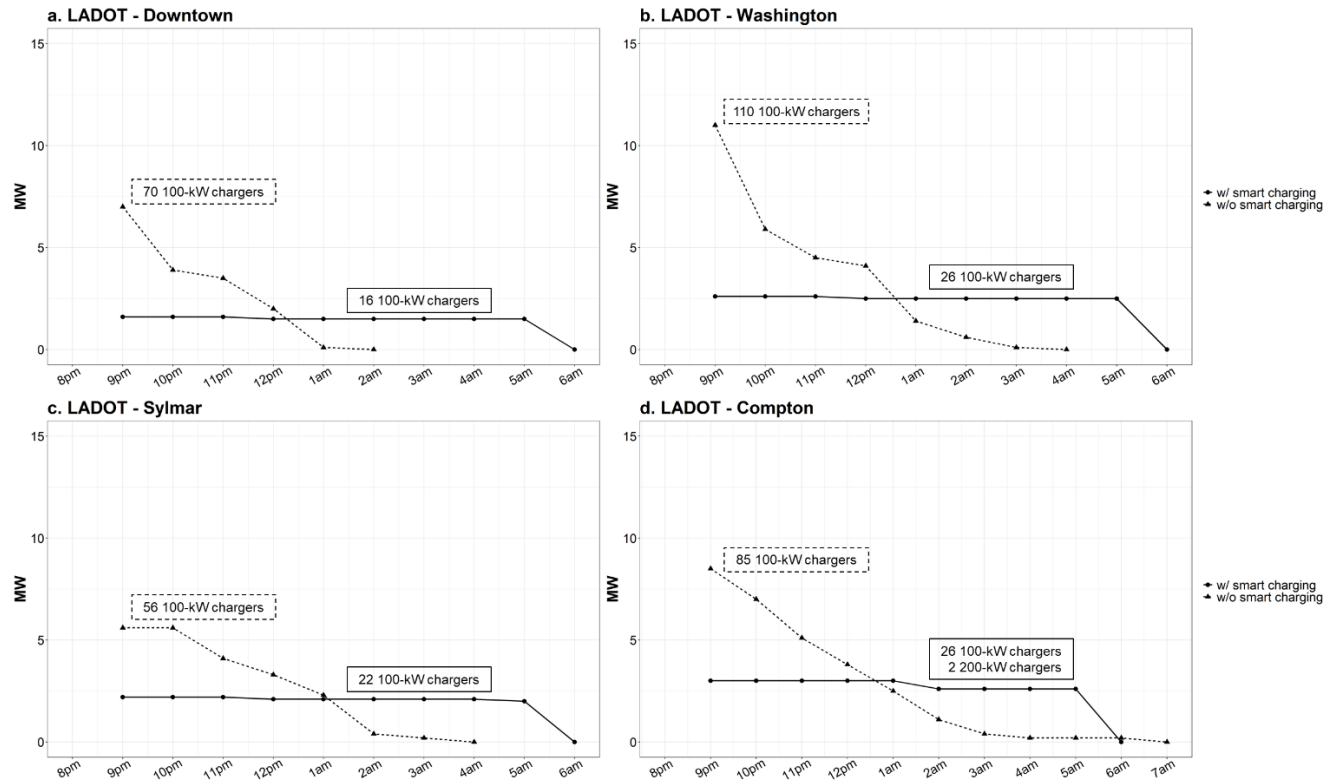 a. LADOT - Downtown
15
10
5
0
MW
70 100-kW chargers
16 100-kW chargers
8pm 9pm 10pm 11pm 12pm 1am 2am 3am 4am 5am 6am
b. LADOT - Washington
15
10
5
0
MW
110 100-kW chargers
26 100-kW chargers
8pm 9pm 10pm 11pm 12pm 1am 2am 3am 4am 5am 6am
w/ smart charging
w/o smart charging
c. LADOT - Sylmar
15
10
5
0
MW
56 100-kW chargers
22 100-kW chargers
8pm 9pm 10pm 11pm 12pm 1am 2am 3am 4am 5am 6am
d. LADOT - Compton
15
10
5
0
MW
85 100-kW chargers
26 100-kW chargers
2 200-kW chargers
8pm 9pm 10pm 11pm 12pm 1am 2am 3am 4am 5am 6am 7am
w/ smart charging
w/o smart charging